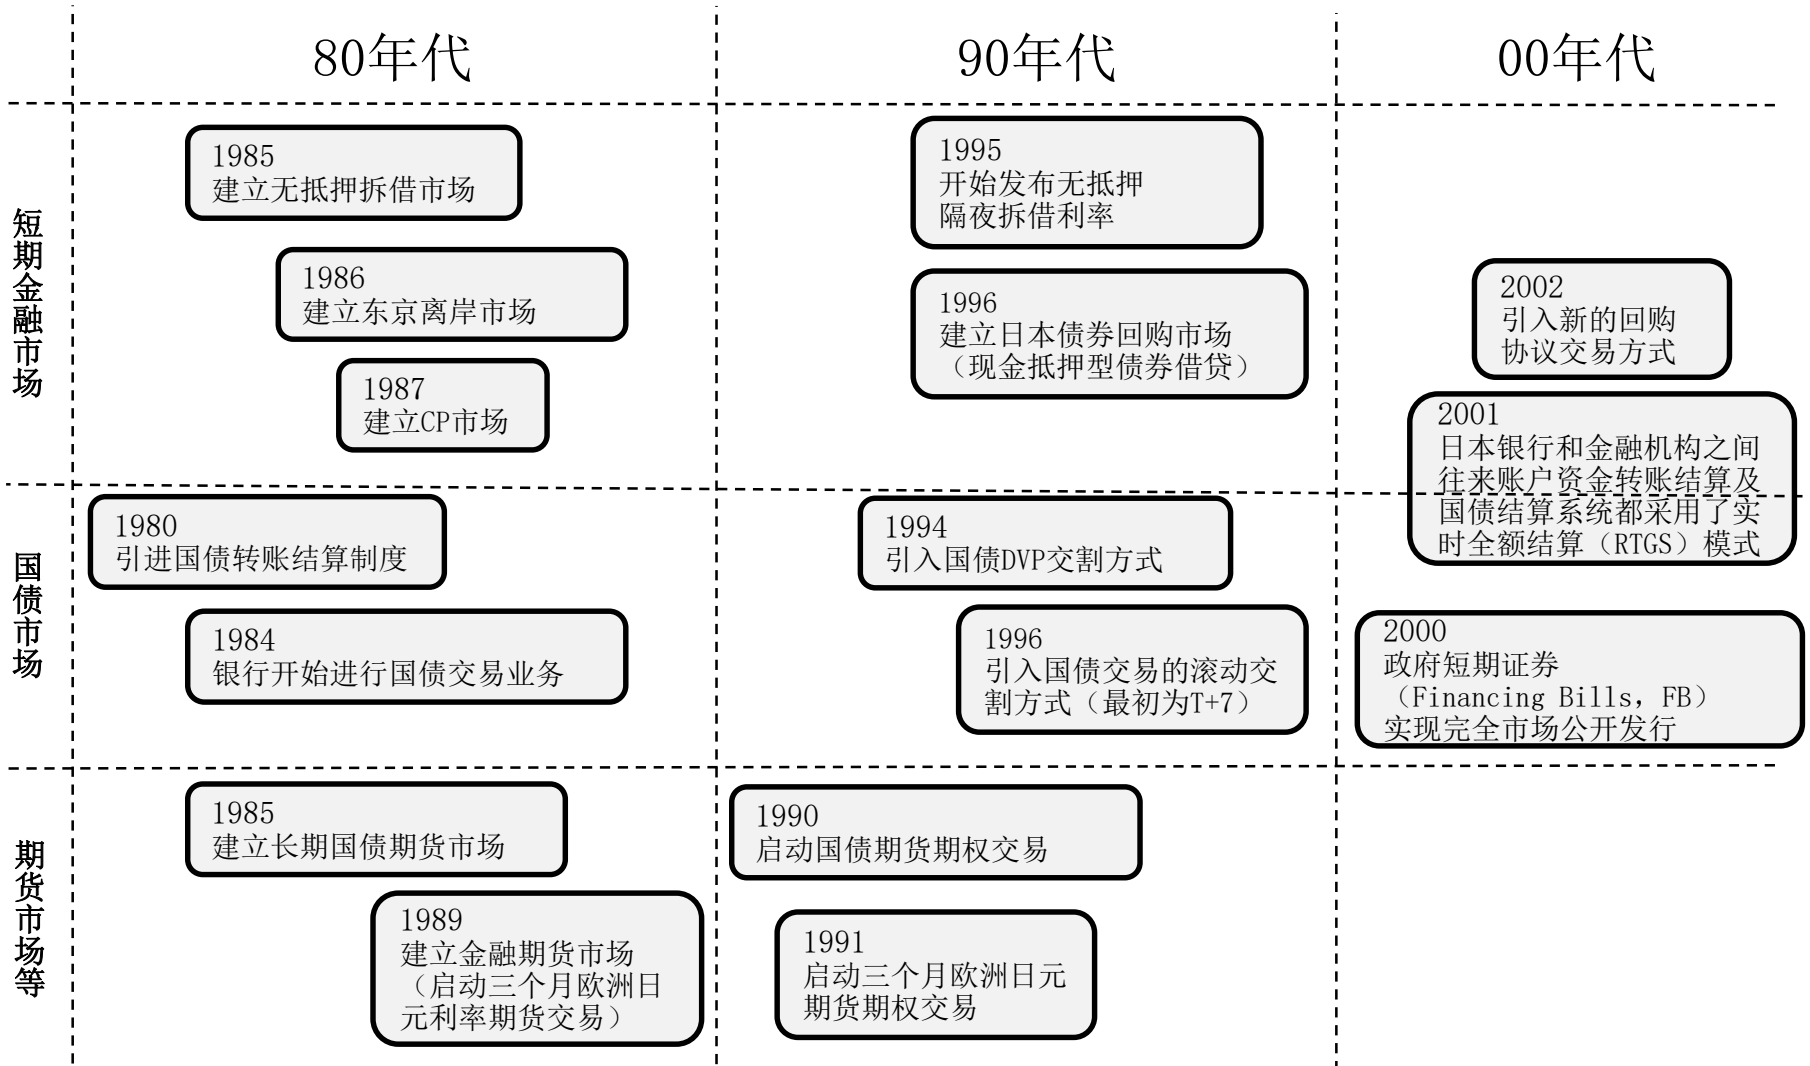 80年代
90年代
00年代
短期金融市场
1985
建立无抵押拆借市场
1986
建立东京离岸市场
1987
建立CP市场
1995
开始发布无抵押
隔夜拆借利率
1996
建立日本债券回购市场
（现金抵押型债券借贷）
2002
引入新的回购
协议交易方式
2001
日本银行和金融机构之间
往来账户资金转账结算及
国债结算系统都采用了实
时全额结算（RTGS）模式
国债市场
1980
引进国债转账结算制度
1984
银行开始进行国债交易业务
1994
引入国债DVP交割方式
1996
引入国债交易的滚动交
割方式（最初为T+7）
2000
政府短期证券
（Financing Bills，FB）
实现完全市场公开发行
期货市场等
1985
建立长期国债期货市场
1989
建立金融期货市场
（启动三个月欧洲日
元利率期货交易）
1990
启动国债期货期权交易
1991
启动三个月欧洲日元
期货期权交易